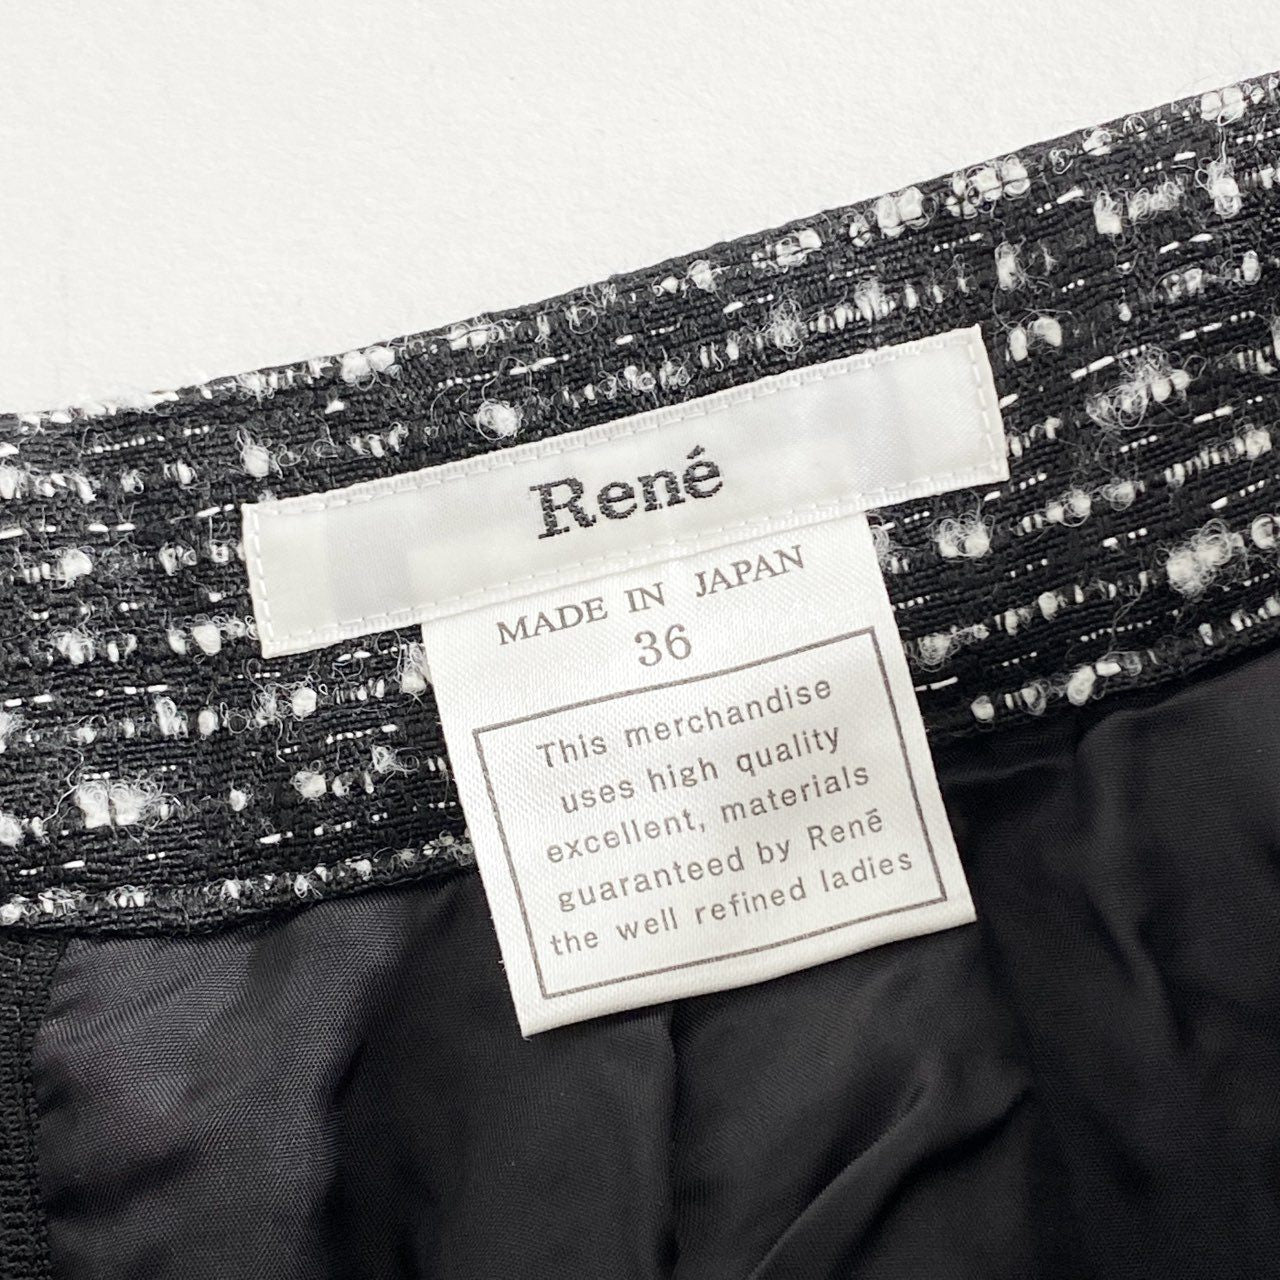 René
MADE IN JAPAN
36
This merchandise
uses high quality
excellent, materials
guaranteed by René
the well refined ladies